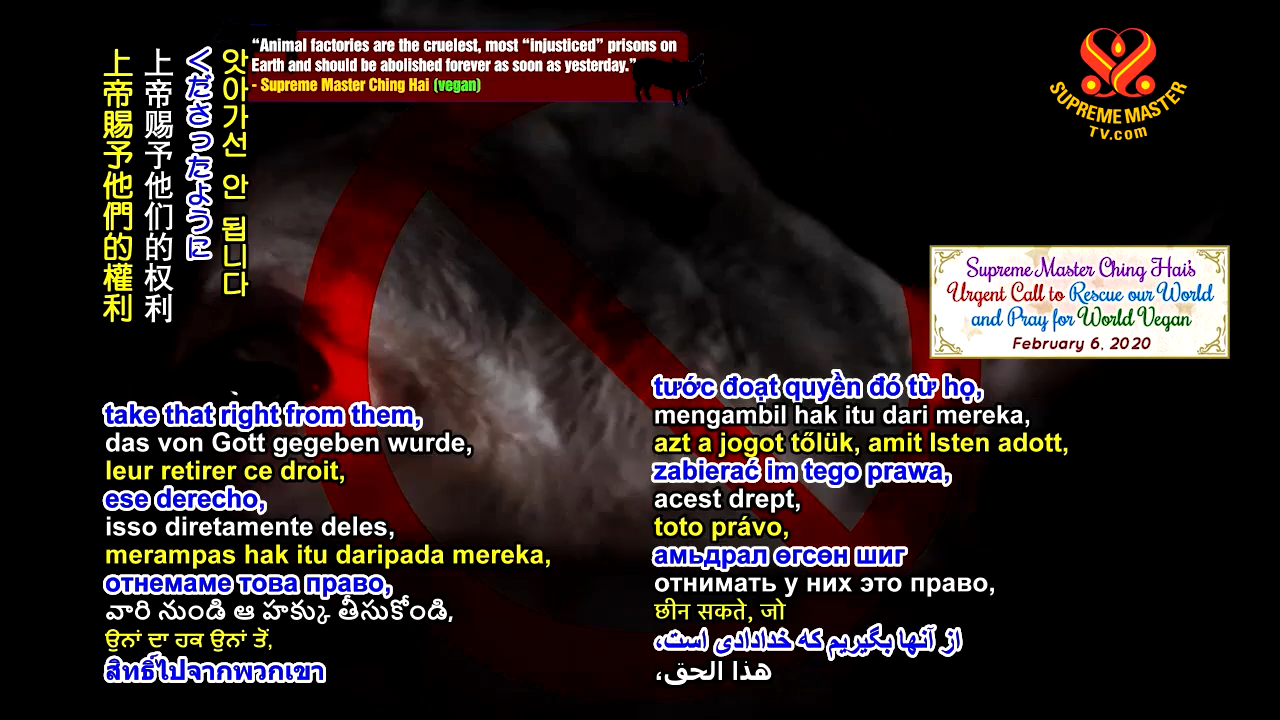 “Animal factories are the cruelest, most “injusticed” prisons on
Earth and should be abolished forever as soon as yesterday.”
- Supreme Master Ching Hai (vegan)
SUPREME MASTER
TV.com
앗아가선 안 됩니다
くださったように
上帝赐予他们的权利
上帝賜予他們的權利
Supreme Master Ching Hai's
Urgent Call to Rescue our World
and Pray for World Vegan
February 6, 2020
take that right from them,
das von Gott gegeben wurde,
leur retirer ce droit,
ese derecho,
isso diretamente deles,
merampas hak itu daripada mereka,
отнемаме това право,
వారి నుండి ఆ హక్కు తీసుకోండి,
ਉਨਾਂ ਦਾ ਹਕ ਉਨਾਂ ਤੋਂ,
สิทธิ์ไปจากพวกเขา
tước đoạt quyền đó từ họ,
mengambil hak itu dari mereka,
azt a jogot tőlük, amit Isten adott,
zabierać im tego prawa,
acest drept,
toto právo,
амьдрал өгсөн шиг
отнимать у них это право,
छीन सकते, जो
از آنها بگیریم که خدادادی است،
هذا الحق،